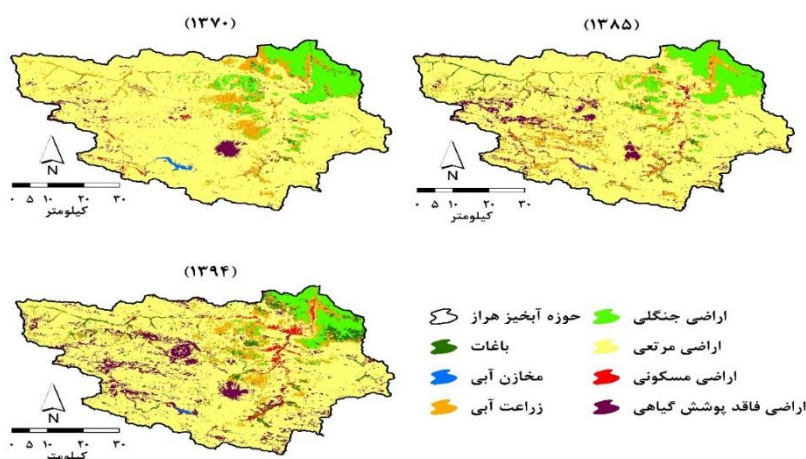 (۱۳۷۰)
(۱۳۸۵)
N
۰ ۵ ۱۰ ۲۰ ۳۰
کیلومتر
N
۰ ۵ ۱۰ ۲۰ ۳۰
کیلومتر
(۱۳۹۴)
N
۰ ۵ ۱۰ ۲۰ ۳۰
کیلومتر
اراضی جنگلی
حوزه آبخیز هراز
اراضی مرتعی
باغات
اراضی مسکونی
مخازن آبی
اراضی فاقد پوشش گیاهی
زراعت آبی